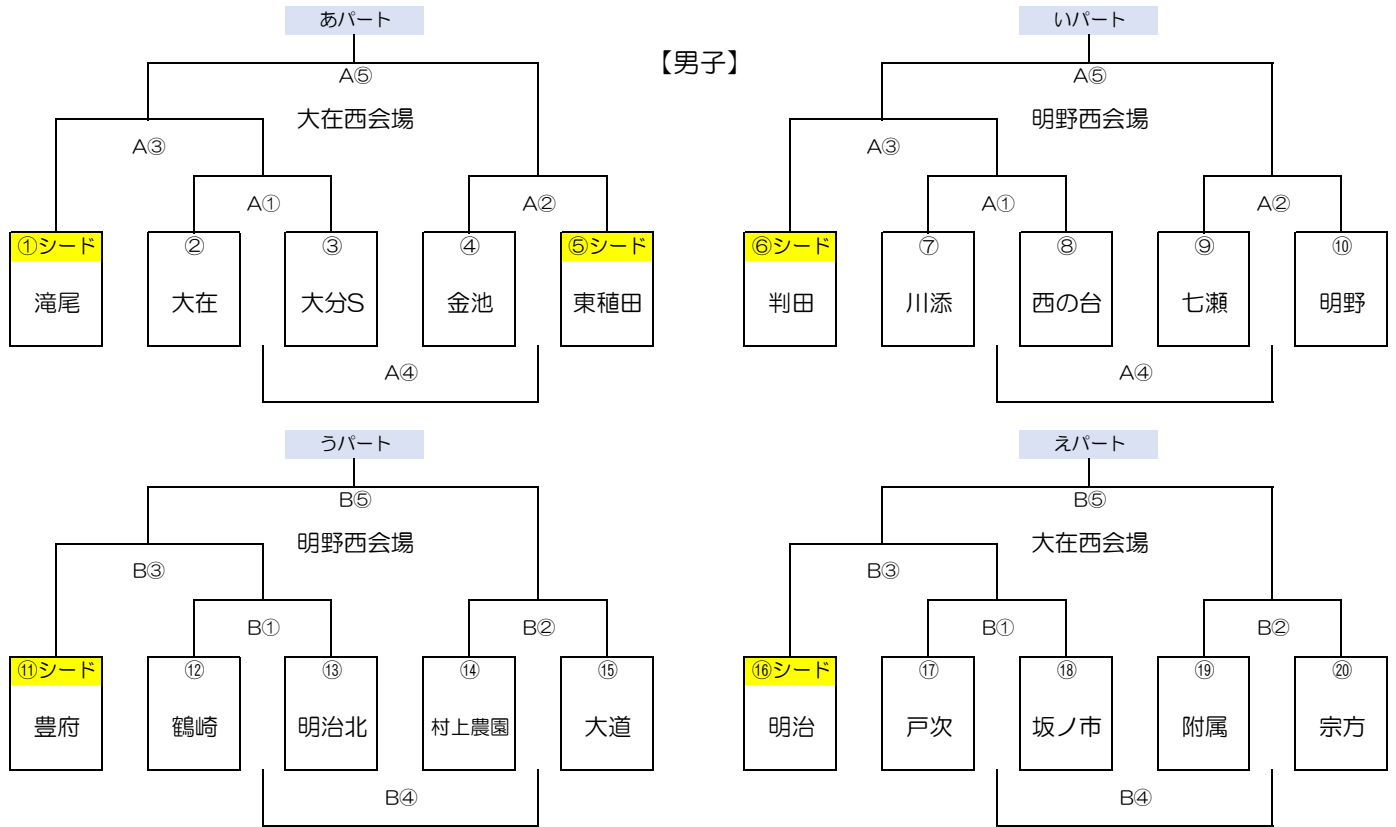 【男子】
あパート
A⑤
大在西会場
A③
A①
A②
①シード
②
③
④
⑤シード
滝尾
大在
大分S
金池
東稙田
A④
いパート
A⑤
明野西会場
A③
A①
A②
⑥シード
⑦
⑧
⑨
⑩
判田
川添
西の台
七瀬
明野
A④
うパート
B⑤
明野西会場
B③
B①
B②
⑪シード
⑫
⑬
⑭
⑮
豊府
鶴崎
明治北
村上農園
大道
B④
えパート
B⑤
大在西会場
B③
B①
B②
⑯シード
⑰
⑱
⑲
⑳
明治
戸次
坂ノ市
附属
宗方
B④